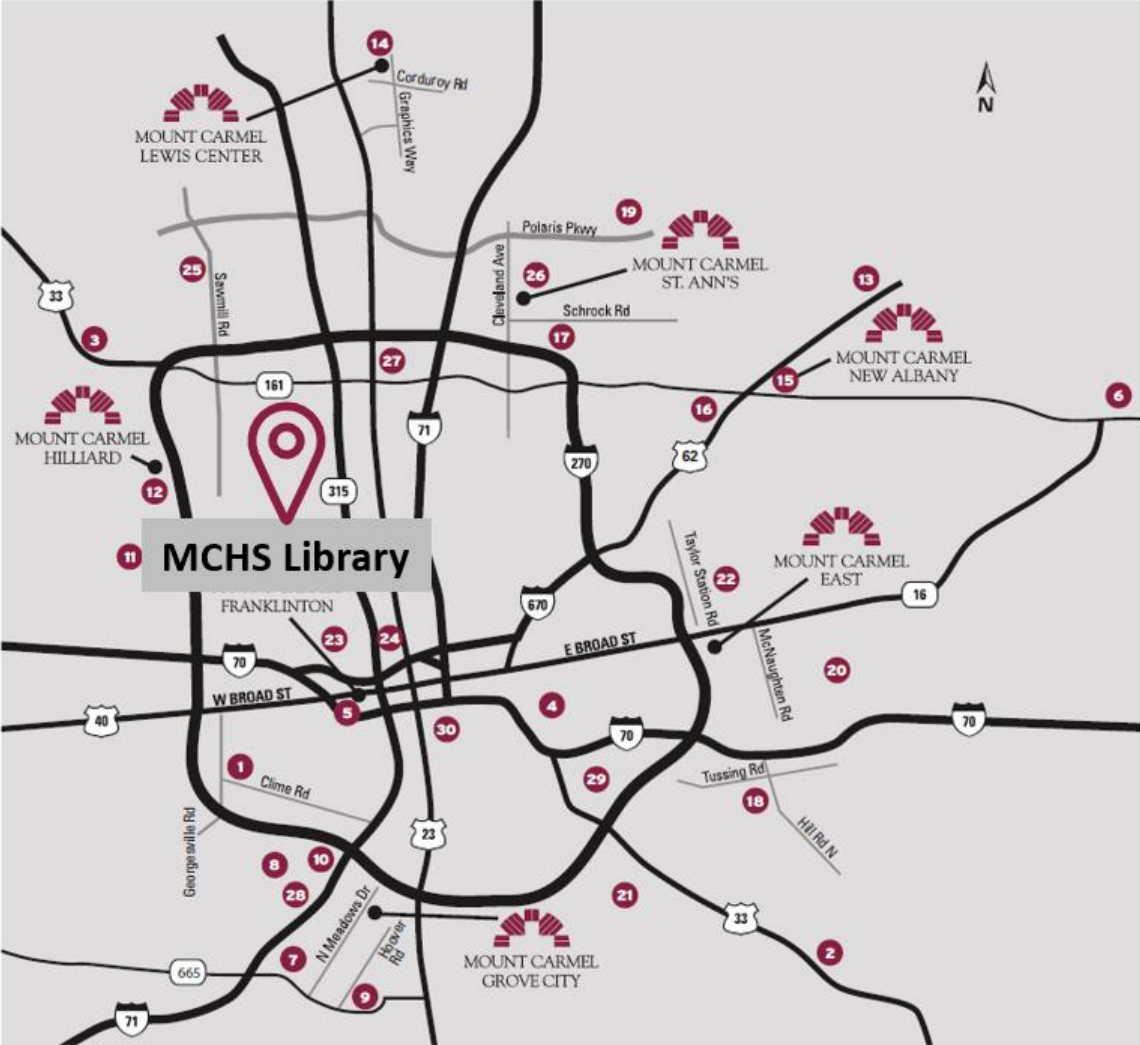 14
Corduroy Rd
Graphics Way
MOUNT CARMEL
LEWIS CENTER
N
19
Polaris Pkwy
MOUNT CARMEL
ST. ANN'S
26
25
Sawmill Rd
Cleveland Ave
Schrock Rd
13
33
3
17
MOUNT CARMEL
NEW ALBANY
27
15
161
6
16
MOUNT CARMEL
HILLIARD
71
62
270
12
315
MCHS Library
11
FRANKLINTON
Taylor Station Rd
22
MOUNT CARMEL
EAST
16
670
23
24
E BROAD ST
70
McNaughten Rd
20
W BROAD ST
40
5
4
30
70
70
1
Clime Rd
29
Tussing Rd
18
Georgesville Rd
23
Hill Rd N
8
10
28
21
33
N Meadows Dr
Hoover
Rd
MOUNT CARMEL
GROVE CITY
7
2
665
9
71